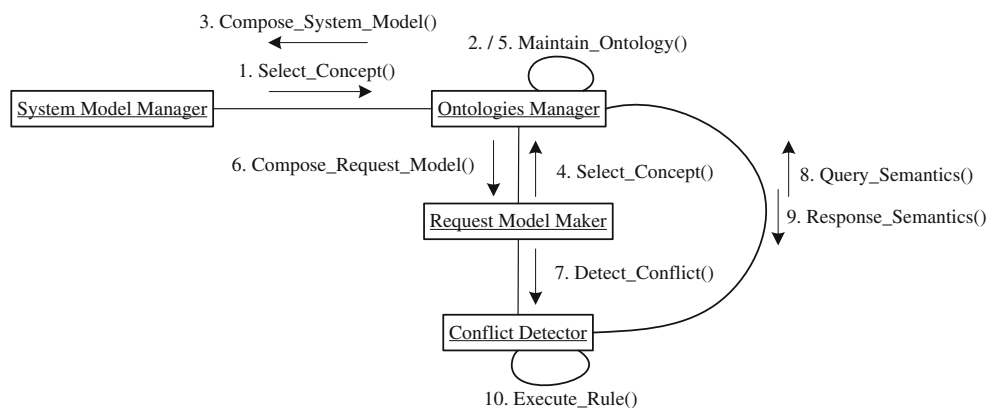 3. Compose_System_Model()
2. / 5. Maintain_Ontology()
1. Select_Concept()
System Model Manager
Ontologies Manager
6. Compose_Request_Model()
4. Select_Concept()
8. Query_Semantics()
Request Model Maker
9. Response_Semantics()
7. Detect_Conflict()
Conflict Detector
10. Execute_Rule()